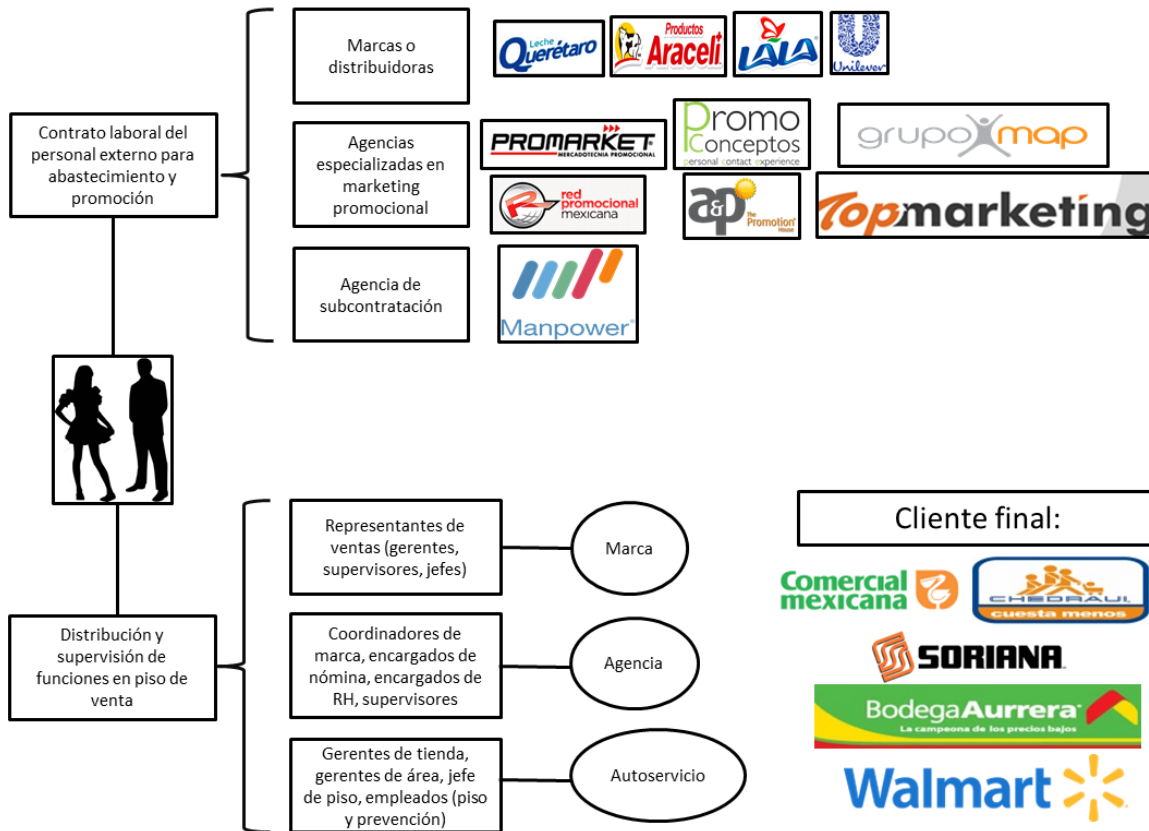 Contrato laboral del
personal externo para
abastecimiento y
promoción
Marcas o
distribuidoras
Leche
Querétaro
Productos
Araceli
LALA
Unilever
Agencias
especializadas en
marketing
promocional
PROMARKET
MERCADOTECNIA PROMOCIONAL
Promo
Conceptos
personal contact experience
grupo map
red
promocional
mexicana
a&p
The
Promotion
House
Topmarketing
Agencia de
subcontratación
Manpower
Distribución y
supervisión de
funciones en piso de
venta
Representantes de
ventas (gerentes,
supervisores, jefes)
Marca
Coordinadores de
marca, encargados de
nómina, encargados de
RH, supervisores
Agencia
Gerentes de tienda,
gerentes de área, jefe
de piso, empleados (piso
y prevención)
Autoservicio
Cliente final:
Comercial
mexicana
CHEDRAUI
cuesta menos
SORIANA
Bodega Aurrera
La campeona de los precios bajos
Walmart